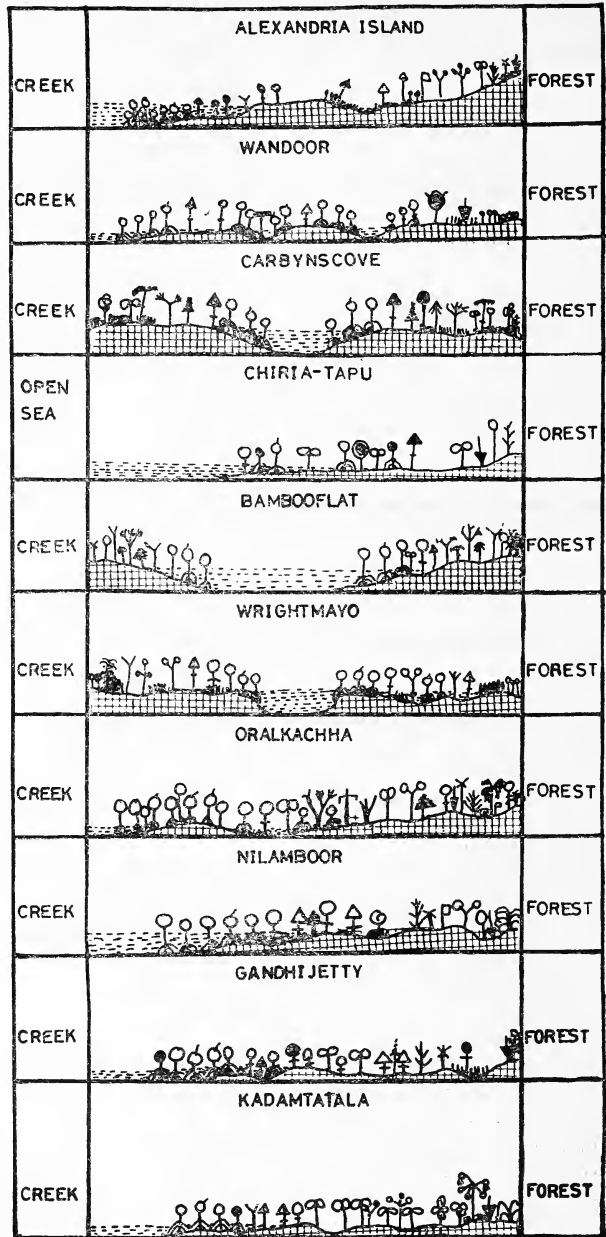 ALEXANDRIA ISLAND
CREEK
FOREST
WANDOOR
CREEK
FOREST
CARBYNSCOVE
CREEK
FOREST
CHIRIA-TAPU
OPEN
SEA
FOREST
BAMBOOFLAT
CREEK
FOREST
WRIGHTMAYO
CREEK
FOREST
ORALKACHHA
CREEK
FOREST
NILAMBOOR
CREEK
FOREST
GANDHIJETTY
CREEK
FOREST
KADAMTATALA
CREEK
FOREST